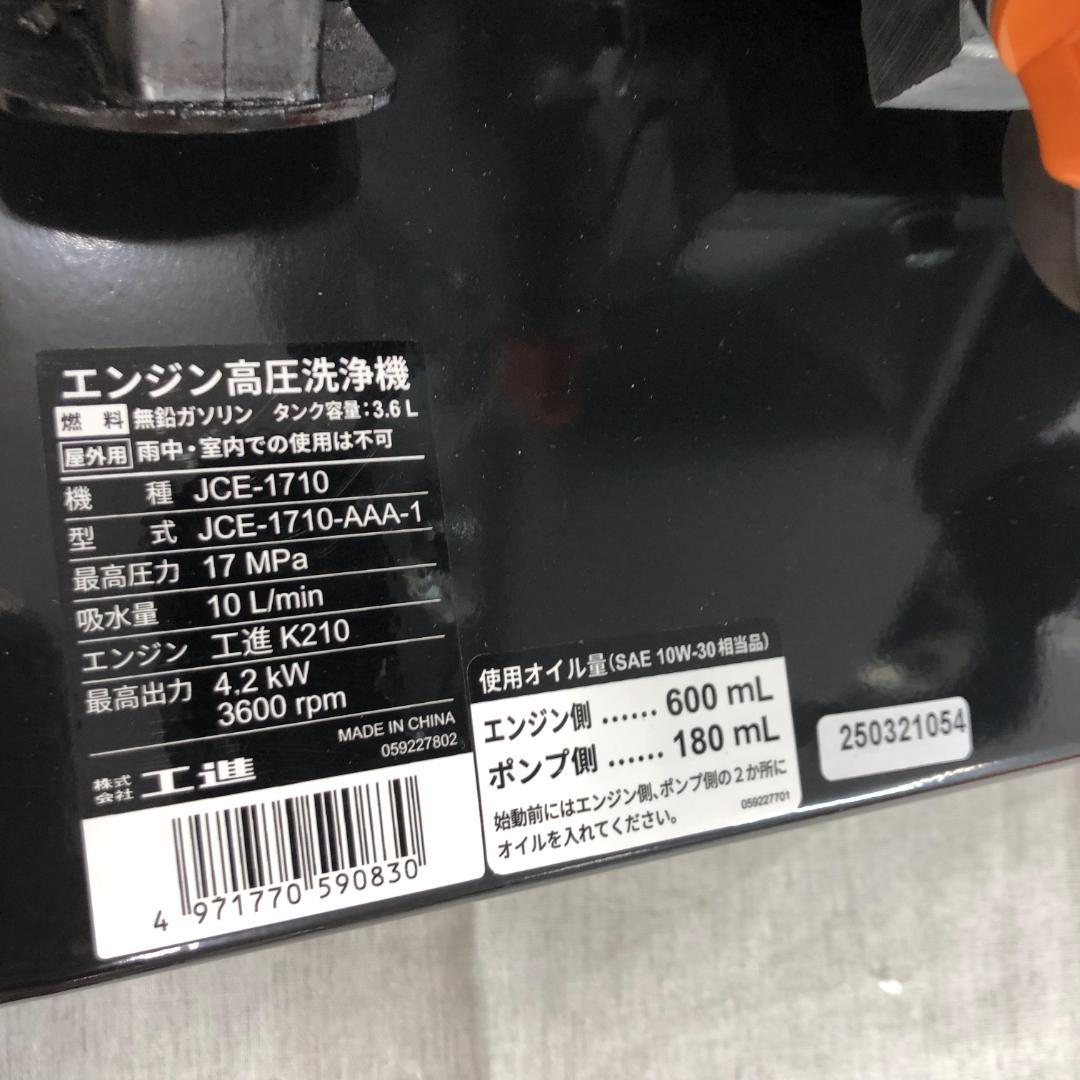 エンジン高圧洗浄機
燃 料 無鉛ガソリン タンク容量:3.6 L
屋外用 雨中・室内での使用は不可
機 種 JCE-1710
型 式 JCE-1710-AAA-1
最高圧力 17 MPa
吸水量 10 L/min
エンジン 工進 K210
最高出力 4.2 kW
3600 rpm
MADE IN CHINA
059227802
株式会社 工進
4 971770 590830
使用オイル量(SAE 10W-30 相当品)
エンジン側 …… 600 mL
ポンプ側 …… 180 mL
始動前にはエンジン側、ポンプ側の2か所に
オイルを入れてください。
059227701
250321054